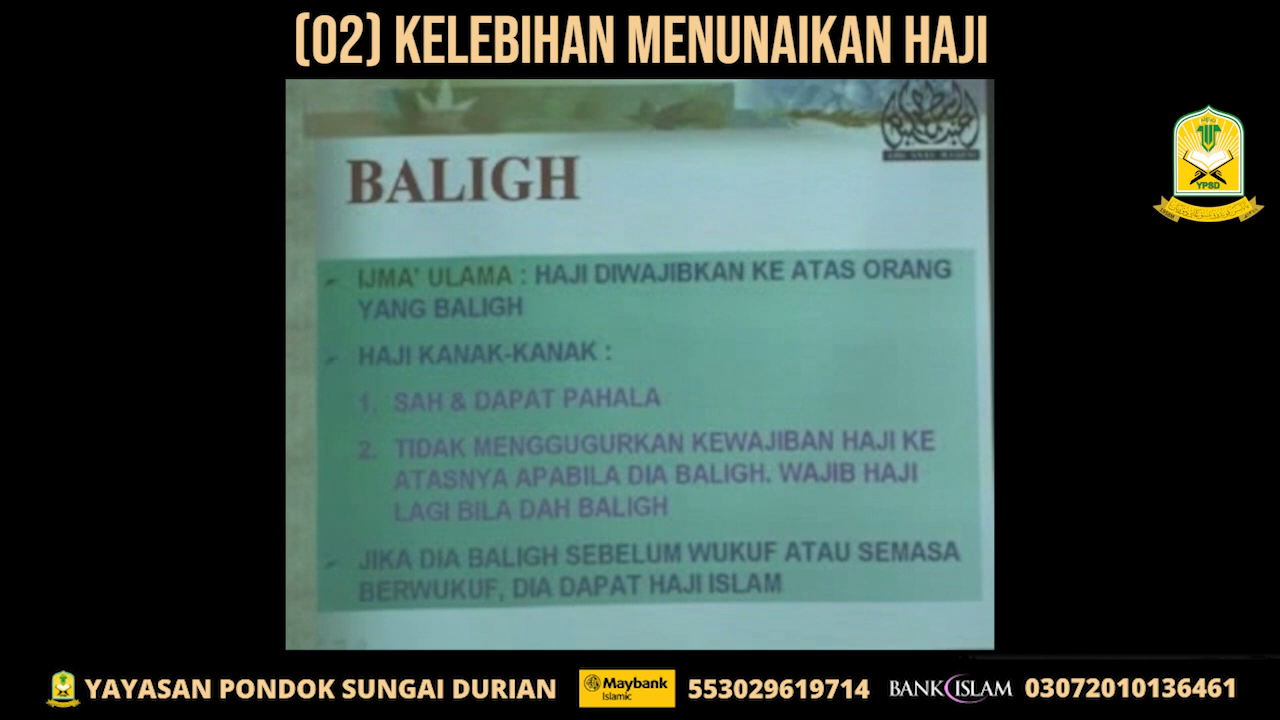 (02) KELEBIHAN MENUNAIKAN HAJI
BALIGH
IJMA' ULAMA : HAJI DIWAJIBKAN KE ATAS ORANG
YANG BALIGH
HAJI KANAK-KANAK :
1. SAH & DAPAT PAHALA
2. TIDAK MENGGUGURKAN KEWAJIBAN HAJI KE
ATASNYA APABILA DIA BALIGH. WAJIB HAJI
LAGI BILA DAH BALIGH
JIKA DIA BALIGH SEBELUM WUKUF ATAU SEMASA
BERWUKUF, DIA DAPAT HAJI ISLAM
YPSD
YAYASAN PONDOK SUNGAI DURIAN
Maybank
Islamic
553029619714
BANK ISLAM
03072010136461